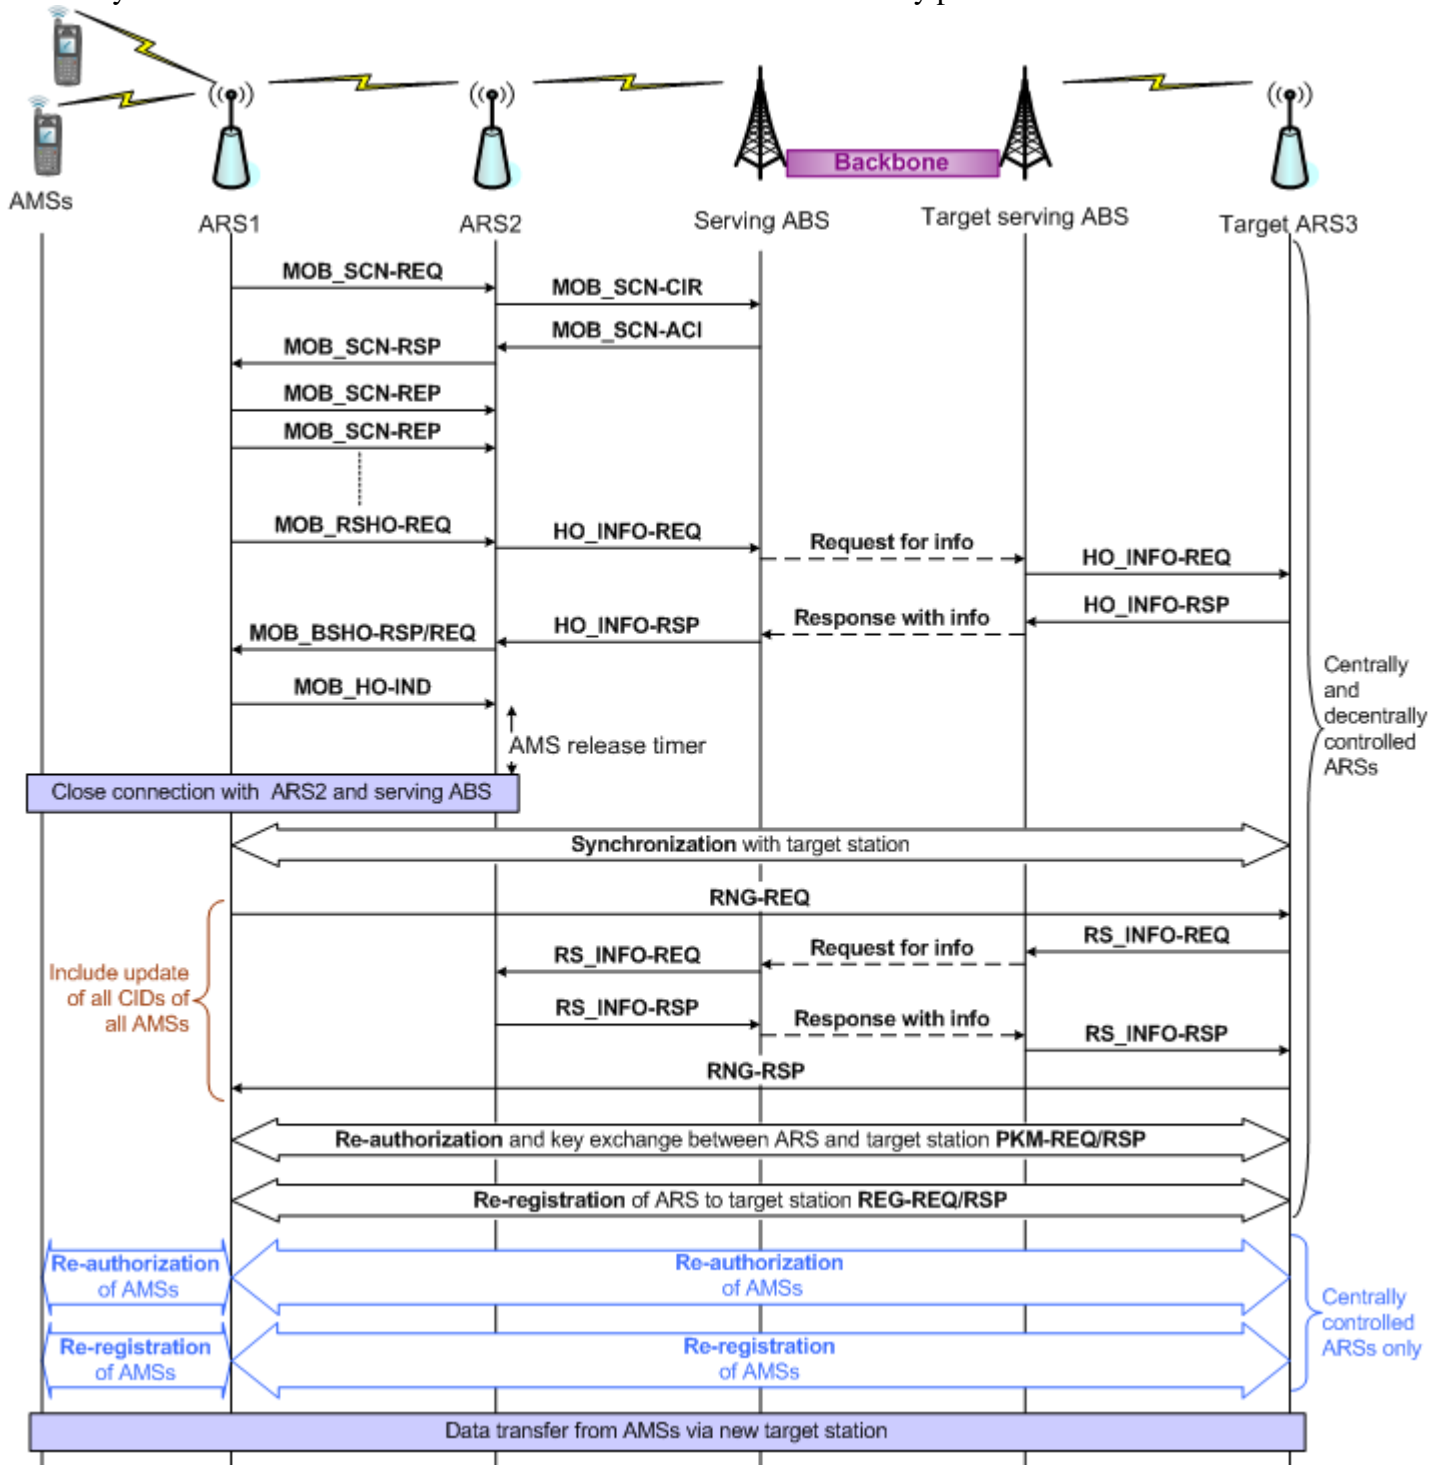 Backbone
AMSs
ARS1
ARS2
Serving ABS
Target serving ABS
Target ARS3
MOB_SCN-REQ
MOB_SCN-CIR
MOB_SCN-ACI
MOB_SCN-RSP
MOB_SCN-REP
MOB_SCN-REP
MOB_RSHO-REQ
HO_INFO-REQ
Request for info
HO_INFO-REQ
HO_INFO-RSP
Response with info
HO_INFO-RSP
MOB_BSHO-RSP/REQ
MOB_HO-IND
Centrally
and
decentrally
controlled
ARSs
AMS release timer
Close connection with ARS2 and serving ABS
Synchronization with target station
RNG-REQ
RS_INFO-REQ
Request for info
RS_INFO-REQ
Include update
of all CIDs of
all AMSs
RS_INFO-RSP
Response with info
RS_INFO-RSP
RNG-RSP
Re-authorization and key exchange between ARS and target station PKM-REQ/RSP
Re-registration of ARS to target station REG-REQ/RSP
Re-authorization
of AMSs
Re-authorization
of AMSs
Centrally
controlled
ARSs only
Re-registration
of AMSs
Re-registration
of AMSs
Data transfer from AMSs via new target station